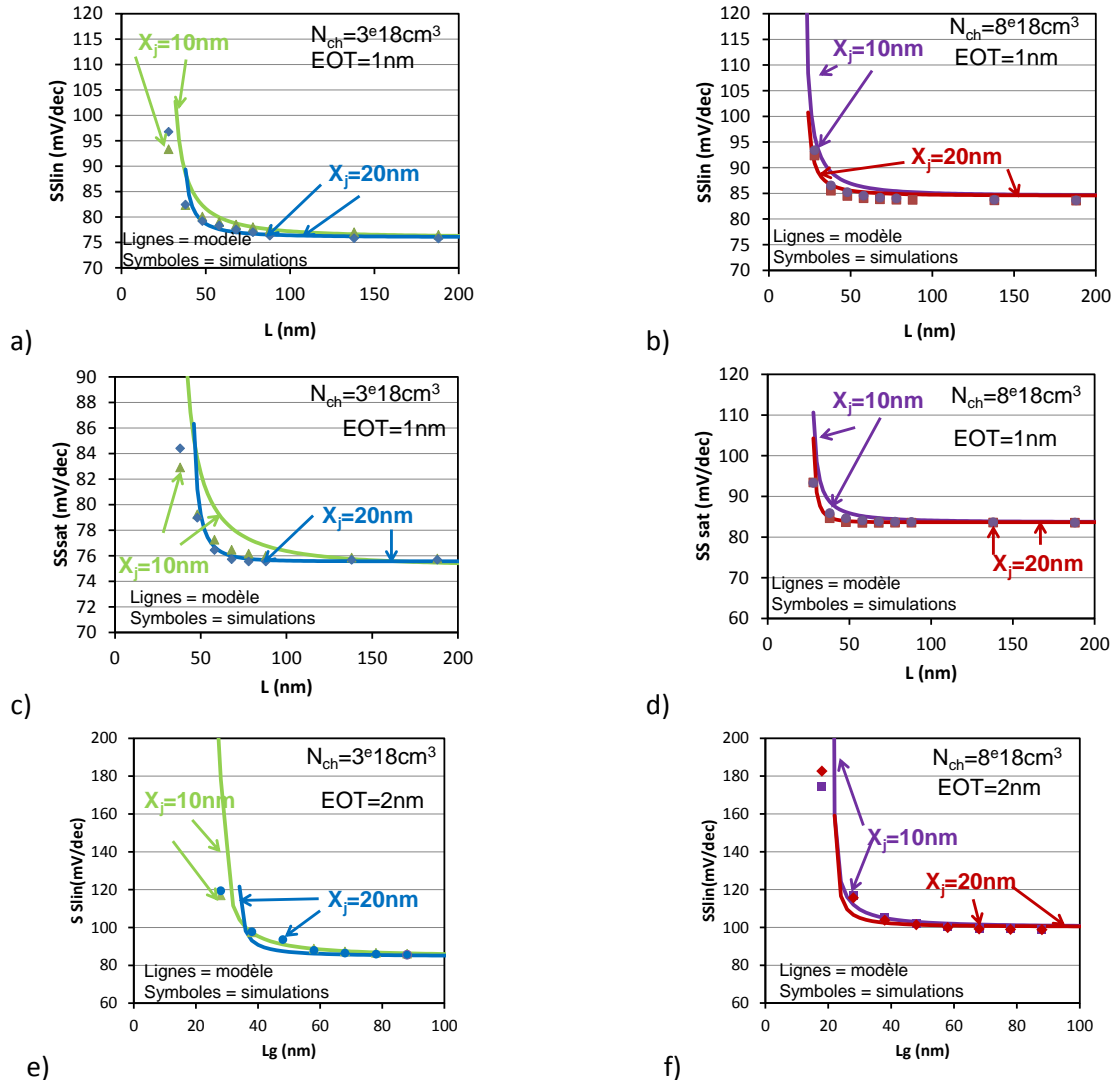 120
115
110
105
100
95
90
85
80
75
70
SSlin (mV/dec)
Xj=10nm
Nch=3e18cm3
EOT=1nm
Xj=20nm
Lignes = modèle
Symboles = simulations
0 50 100 150 200
L (nm)
a)
120
115
110
105
100
95
90
85
80
75
70
SSlin (mV/dec)
Nch=8e18cm3
Xj=10nm
EOT=1nm
Xj=20nm
Lignes = modèle
Symboles = simulations
0 50 100 150 200
L (nm)
b)
90
88
86
84
82
80
78
76
74
72
70
SSsat (mV/dec)
Nch=3e18cm3
EOT=1nm
Xj=20nm
Xj=10nm
Lignes = modèle
Symboles = simulations
0 50 100 150 200
L (nm)
c)
120
110
100
90
80
70
60
SS sat (mV/dec)
Nch=8e18cm3
Xj=10nm
EOT=1nm
Xj=20nm
Lignes = modèle
Symboles = simulations
0 50 100 150 200
L (nm)
d)
200
180
160
140
120
100
80
60
S Slin(mV/dec)
Nch=3e18cm3
Xj=10nm
EOT=2nm
Xj=20nm
Lignes = modèle
Symboles = simulations
0 20 40 60 80 100
Lg (nm)
e)
200
180
160
140
120
100
80
60
SSlin(mV/dec)
Nch=8e18cm3
EOT=2nm
Xj=10nm
Xj=20nm
Lignes = modèle
Symboles = simulations
0 20 40 60 80 100
Lg (nm)
f)